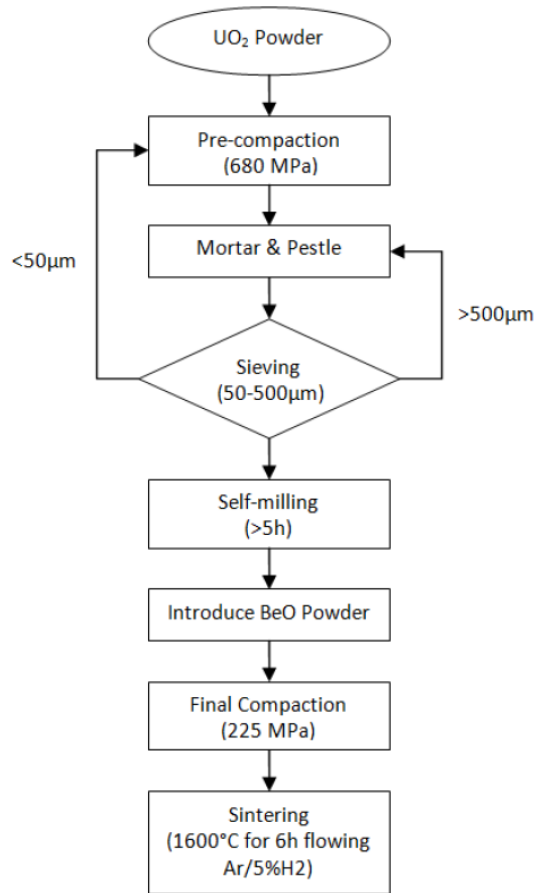 UO₂ Powder
Pre-compaction
(680 MPa)
Mortar & Pestle
<50µm
>500µm
Sieving
(50-500µm)
Self-milling
(>5h)
Introduce BeO Powder
Final Compaction
(225 MPa)
Sintering
(1600°C for 6h flowing
Ar/5%H2)